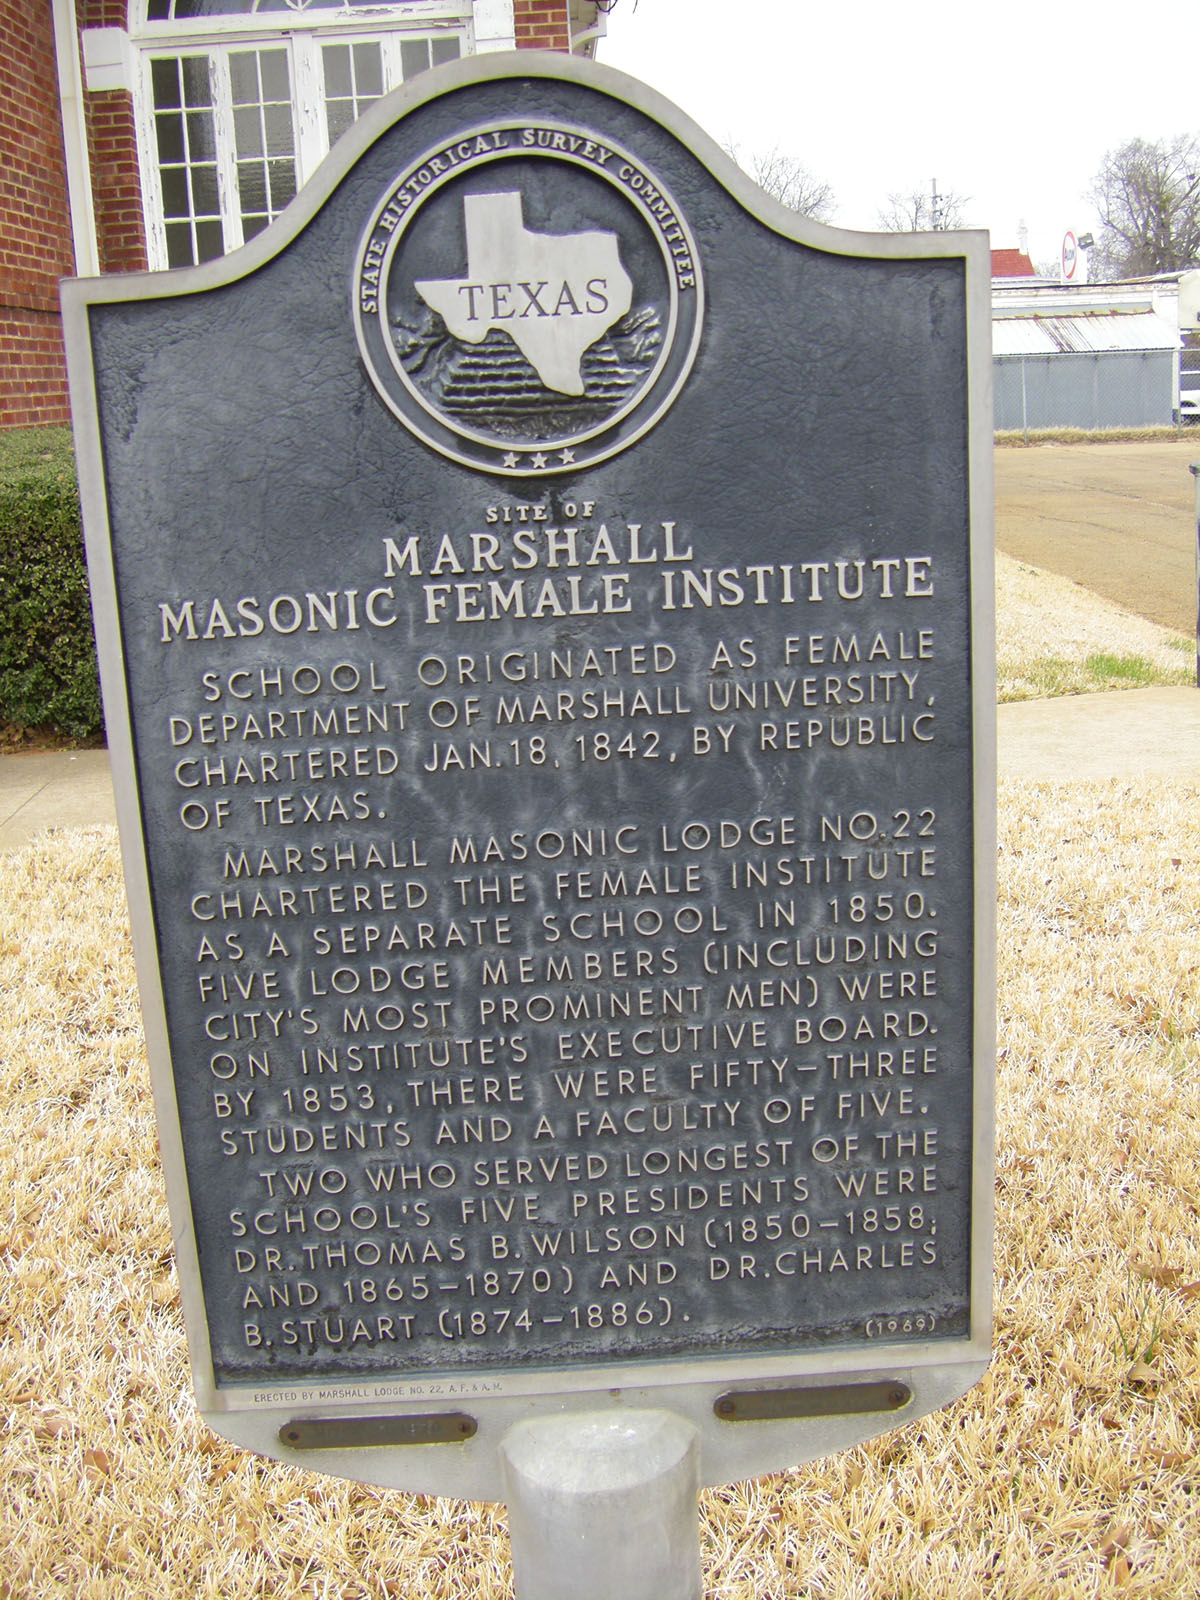 STATE HISTORICAL SURVEY COMMITTEE
TEXAS
SITE OF
MARSHALL
MASONIC FEMALE INSTITUTE
SCHOOL ORIGINATED AS FEMALE
DEPARTMENT OF MARSHALL UNIVERSITY,
CHARTERED JAN. 18, 1842, BY REPUBLIC
OF TEXAS.
MARSHALL MASONIC LODGE NO. 22
CHARTERED THE FEMALE INSTITUTE
AS A SEPARATE SCHOOL IN 1850.
FIVE LODGE MEMBERS (INCLUDING
CITY'S MOST PROMINENT MEN) WERE
ON INSTITUTE'S EXECUTIVE BOARD.
BY 1853, THERE WERE FIFTY-THREE
STUDENTS AND A FACULTY OF FIVE.
TWO WHO SERVED LONGEST OF THE
SCHOOL'S FIVE PRESIDENTS WERE
DR. THOMAS B. WILSON (1850-1858;
AND 1865-1870) AND DR. CHARLES
B. STUART (1874-1886).
(1969)
ERECTED BY MARSHALL LODGE NO. 22, A. F. & A. M.